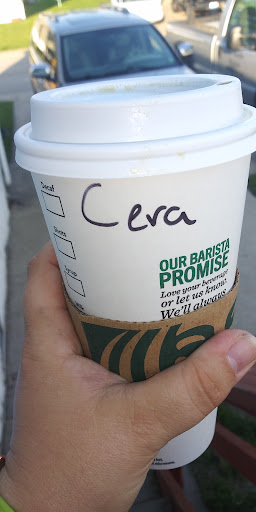 Decaf
Cera
Shots
Syrup
OUR BARISTA
PROMISE
Love your beverage
or let us know.
We'll always